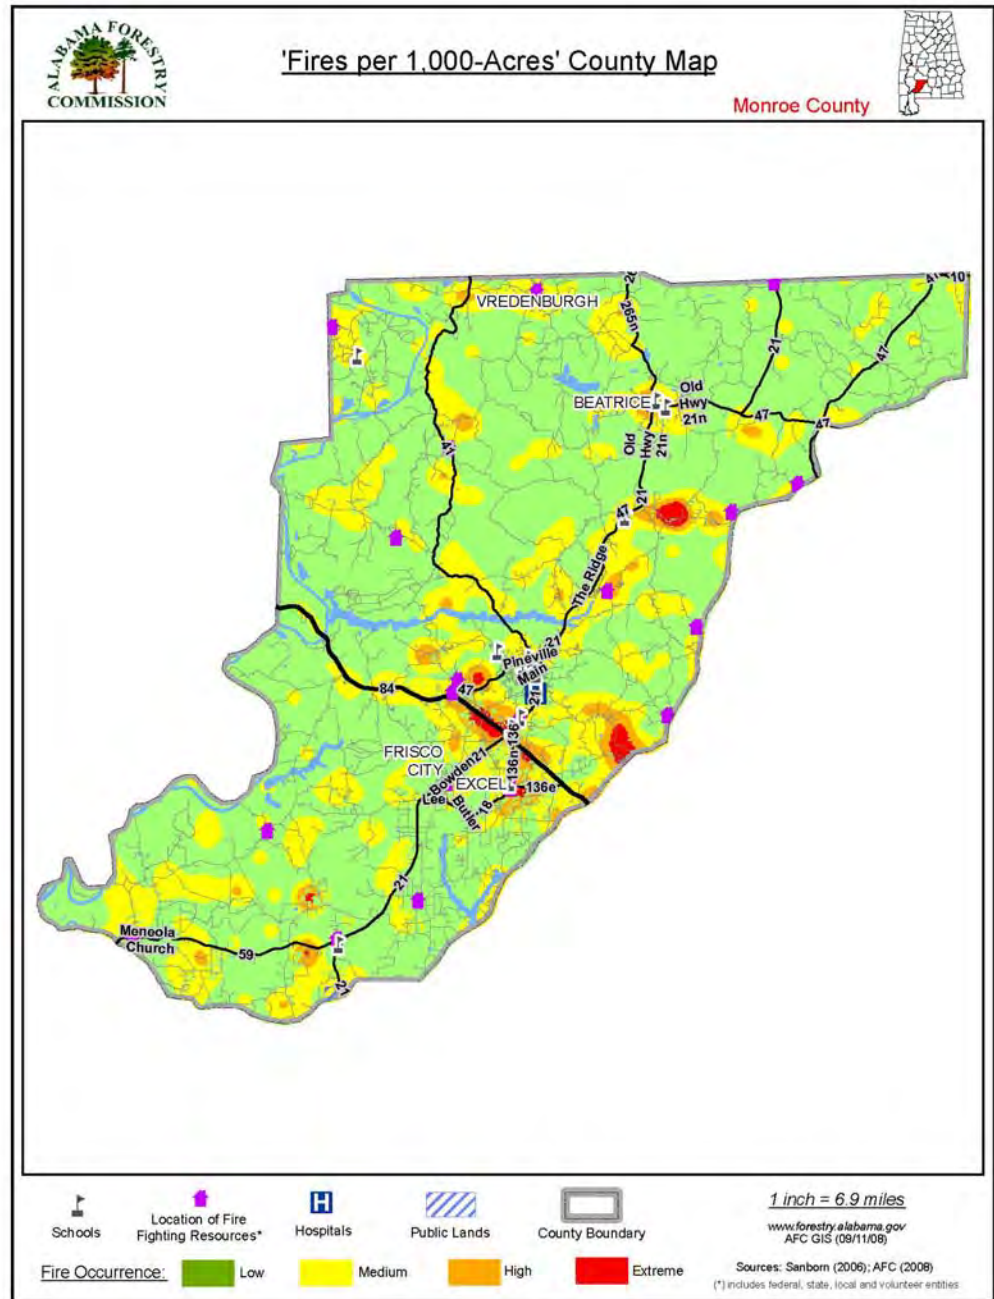 ALABAMA FORESTRY
COMMISSION
'Fires per 1,000-Acres' County Map
Monroe County
VREDENBURGH
265n
41
10
21
47
BEATRICE
Old
Hwy
21n
47
47
Old
Hwy
21n
41
21
47
The Ridge
21
Pineville
Main
84
47
21
136
FRISCO
CITY
Bowden
21
136n
EXCEL
136e
Lee
Butler
21
Meneola
Church
59
21
Schools
Location of Fire
Fighting Resources*
H
Hospitals
Public Lands
County Boundary
1 inch = 6.9 miles
www.forestry.alabama.gov
AFC GIS (09/11/08)
Fire Occurrence:
Low
Medium
High
Extreme
Sources: Sanborn (2006); AFC (2008)
(*) includes federal, state, local and volunteer entities